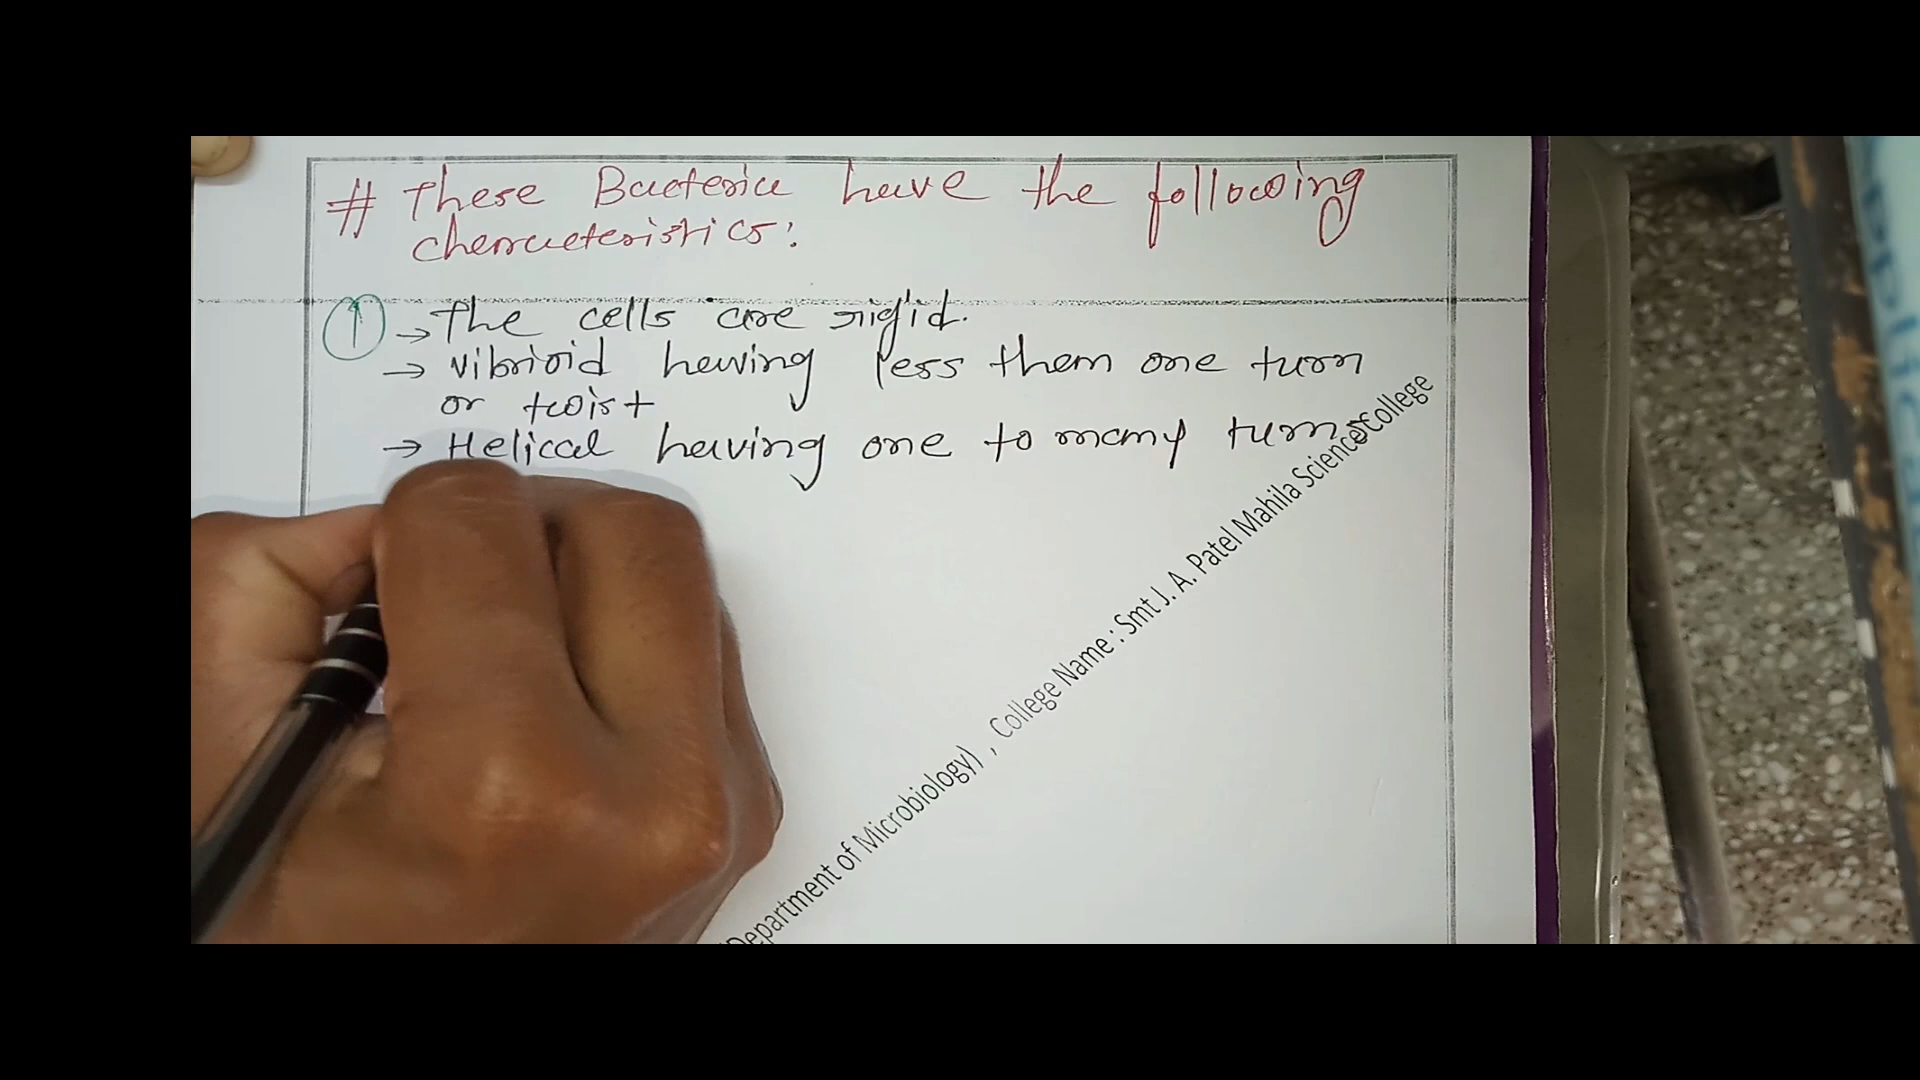 # These Bacteria have the following
characteristics:
① → The cells are rigid.
→ Vibrioid having less than one turn
or twist
→ Helical having one to many turns
Department of Microbiology) , College Name : Smt J. A. Patel Mahila Science College